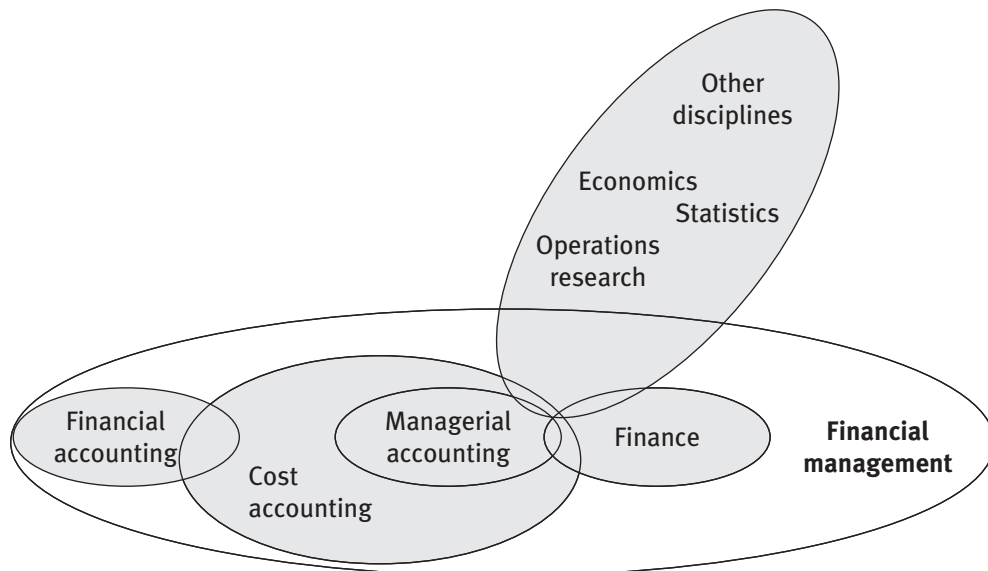 Other
disciplines
Economics
Statistics
Operations
research
Financial
accounting
Managerial
accounting
Finance
Financial
management
Cost
accounting